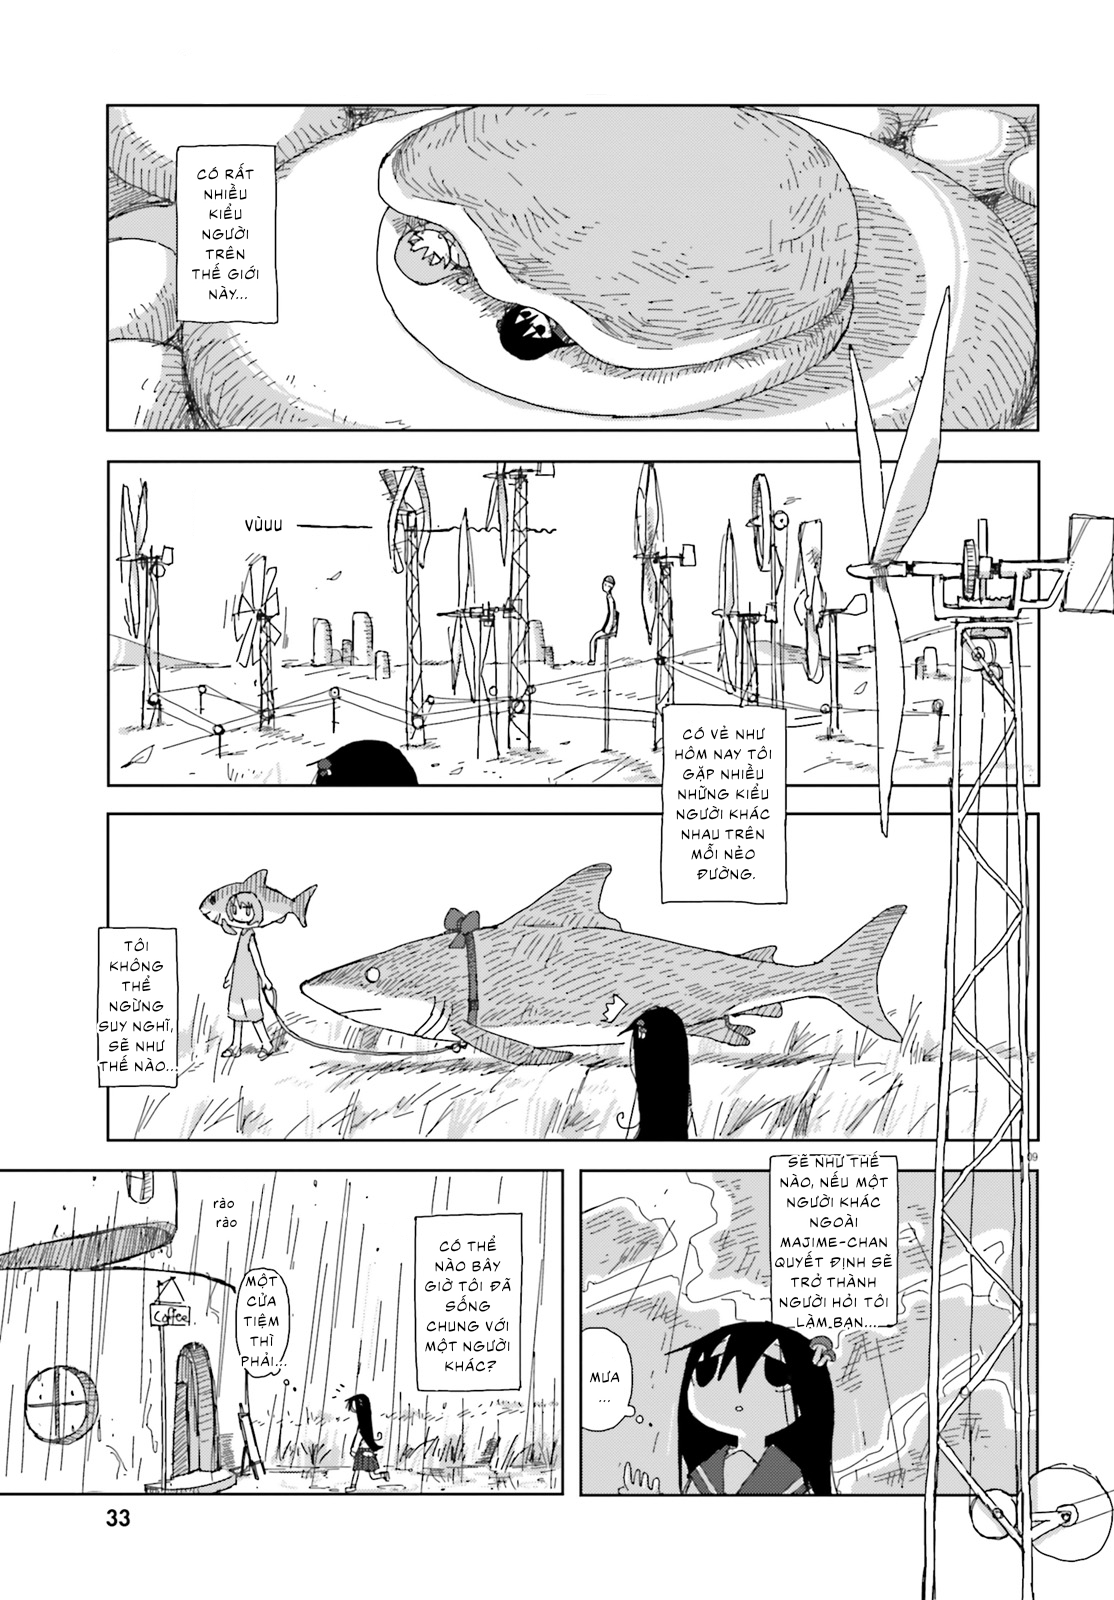 CÓ RẤT
NHIỀU
KIỂU
NGƯỜI
TRÊN
THẾ GIỚI
NÀY...
VÙUU
CÓ VẺ NHƯ
HÔM NAY TÔI
GẶP NHIỀU
NHỮNG KIỂU
NGƯỜI KHÁC
NHAU TRÊN
MỖI NẺO
ĐƯỜNG.
TÔI
KHÔNG
THỂ
NGỪNG
SUY NGHĨ,
SẼ NHƯ
THẾ NÀO...
09
SẼ NHƯ THẾ
NÀO, NẾU MỘT
NGƯỜI KHÁC
NGOÀI
MAJIME-CHAN
QUYẾT ĐỊNH SẼ
TRỞ THÀNH
NGƯỜI HỎI TÔI
LÀM BẠN...
MƯA
...
rào
rào
CÓ THỂ
NÀO BÂY
GIỜ TÔI ĐÃ
SỐNG
CHUNG VỚI
MỘT NGƯỜI
KHÁC?
MỘT
CỬA
TIỆM
THÌ
PHẢI...
Coffee
33